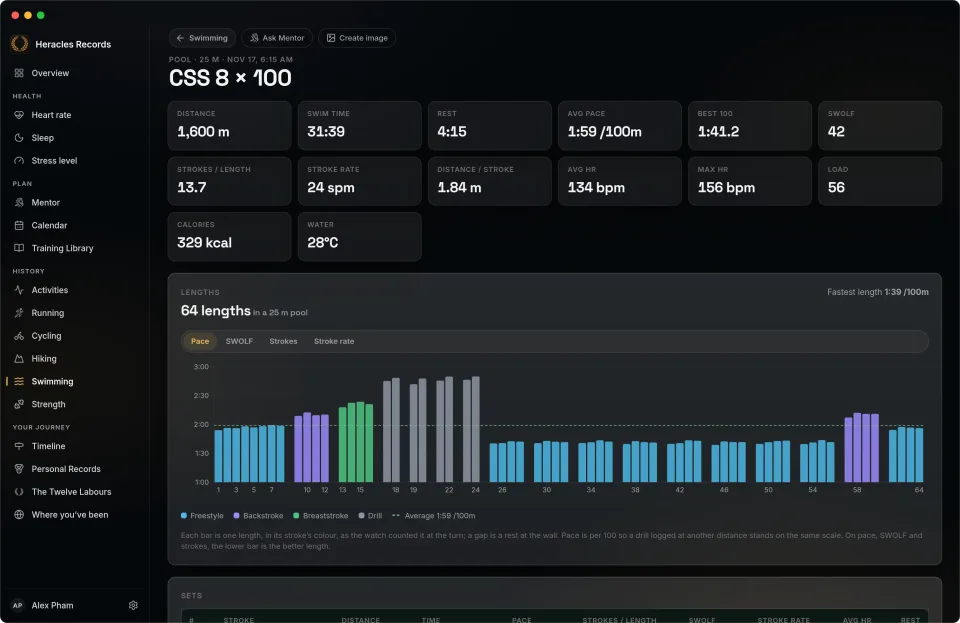 Heracles Records
Overview
HEALTH
Heart rate
Sleep
Stress level
PLAN
Mentor
Calendar
Training Library
HISTORY
Activities
Running
Cycling
Hiking
Swimming
Strength
YOUR JOURNEY
Timeline
Personal Records
The Twelve Labours
Where you've been
AP Alex Pham
Swimming Ask Mentor Create image
POOL · 25 M · NOV 17, 6:15 AM
CSS 8 × 100
DISTANCE SWIM TIME REST AVG PACE BEST 100 SWOLF
1,600 m 31:39 4:15 1:59 /100m 1:41.2 42
STROKES / LENGTH STROKE RATE DISTANCE / STROKE AVG HR MAX HR LOAD
13.7 24 spm 1.84 m 134 bpm 156 bpm 56
CALORIES WATER
329 kcal 28°C
LENGTHS
Fastest length 1:39 /100m
64 lengths in a 25 m pool
Pace SWOLF Strokes Stroke rate
3:00
2:30
2:00
1:30
1:00
1 3 5 7 10 12 13 15 18 19 22 24 26 30 34 38 42 46 50 54 58 64
Freestyle Backstroke Breaststroke Drill Average 1:59 /100m
Each bar is one length, in its stroke's colour, as the watch counted it at the turn; a gap is a rest at the wall. Pace is per 100 so a drill logged at another distance stands on the same scale. On pace, SWOLF and
strokes, the lower bar is the better length.
SETS
# STROKE DISTANCE TIME PACE STROKES / LENGTH SWOLF STROKE RATE AVG HR REST